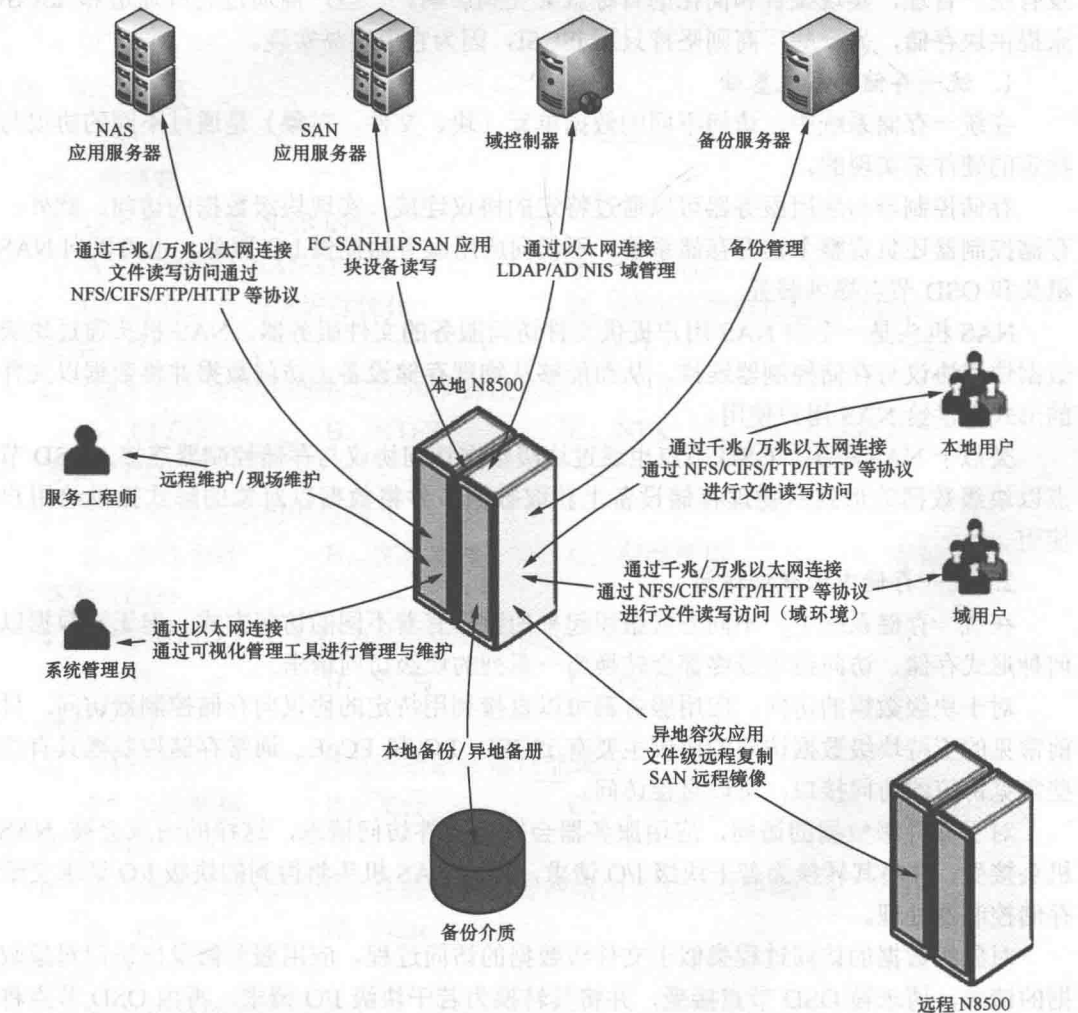 NAS
应用服务器
SAN
应用服务器
域控制器
备份服务器
通过千兆/万兆以太网连接
文件读写访问通过
NFS/CIFS/FTP/HTTP 等协议
FC SANHIP SAN 应用
块设备读写
通过以太网连接
LDAP/AD NIS 域管理
备份管理
本地 N8500
服务工程师
远程维护/现场维护
通过千兆/万兆以太网连接
通过 NFS/CIFS/FTP/HTTP 等协议
进行文件读写访问
本地用户
通过千兆/万兆以太网连接
通过 NFS/CIFS/FTP/HTTP 等协议
进行文件读写访问（域环境）
域用户
系统管理员
通过以太网连接
通过可视化管理工具进行管理与维护
本地备份/异地备册
异地容灾应用
文件级远程复制
SAN 远程镜像
备份介质
远程 N8500